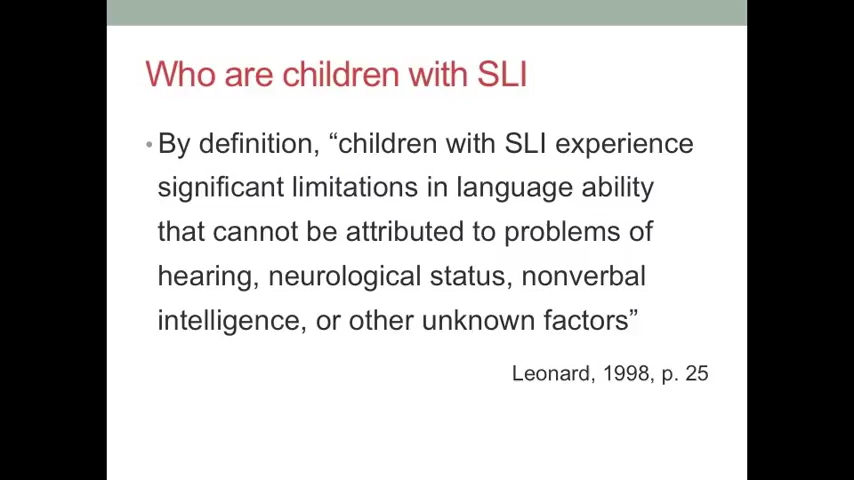 Who are children with SLI
• By definition, “children with SLI experience
significant limitations in language ability
that cannot be attributed to problems of
hearing, neurological status, nonverbal
intelligence, or other unknown factors”
Leonard, 1998, p. 25